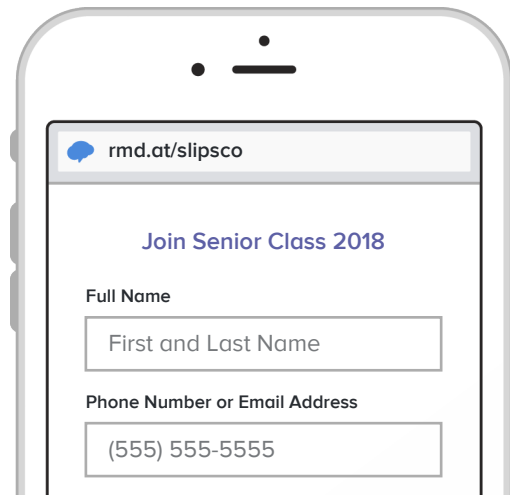 rmd.at/slipsco
Join Senior Class 2018
Full Name
First and Last Name
Phone Number or Email Address
(555) 555-5555